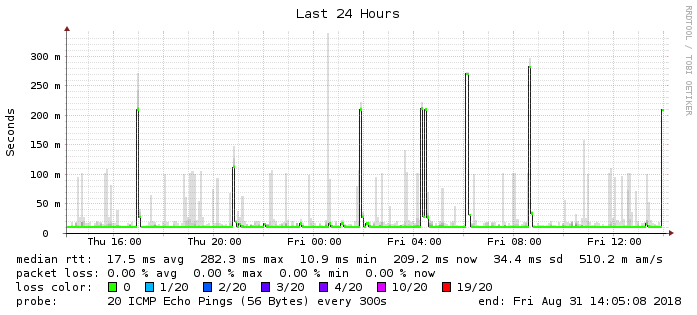 Last 24 Hours
RRDTOOL / TOBI OETIKER
Seconds
300 m
250 m
200 m
150 m
100 m
50 m
0
Thu 16:00 Thu 20:00 Fri 00:00 Fri 04:00 Fri 08:00 Fri 12:00
median rtt: 17.5 ms avg 282.3 ms max 10.9 ms min 209.2 ms now 34.4 ms sd 510.2 m am/s
packet loss: 0.00 % avg 0.00 % max 0.00 % min 0.00 % now
loss color: 0 1/20 2/20 3/20 4/20 10/20 19/20
probe: 20 ICMP Echo Pings (56 Bytes) every 300s end: Fri Aug 31 14:05:08 2018